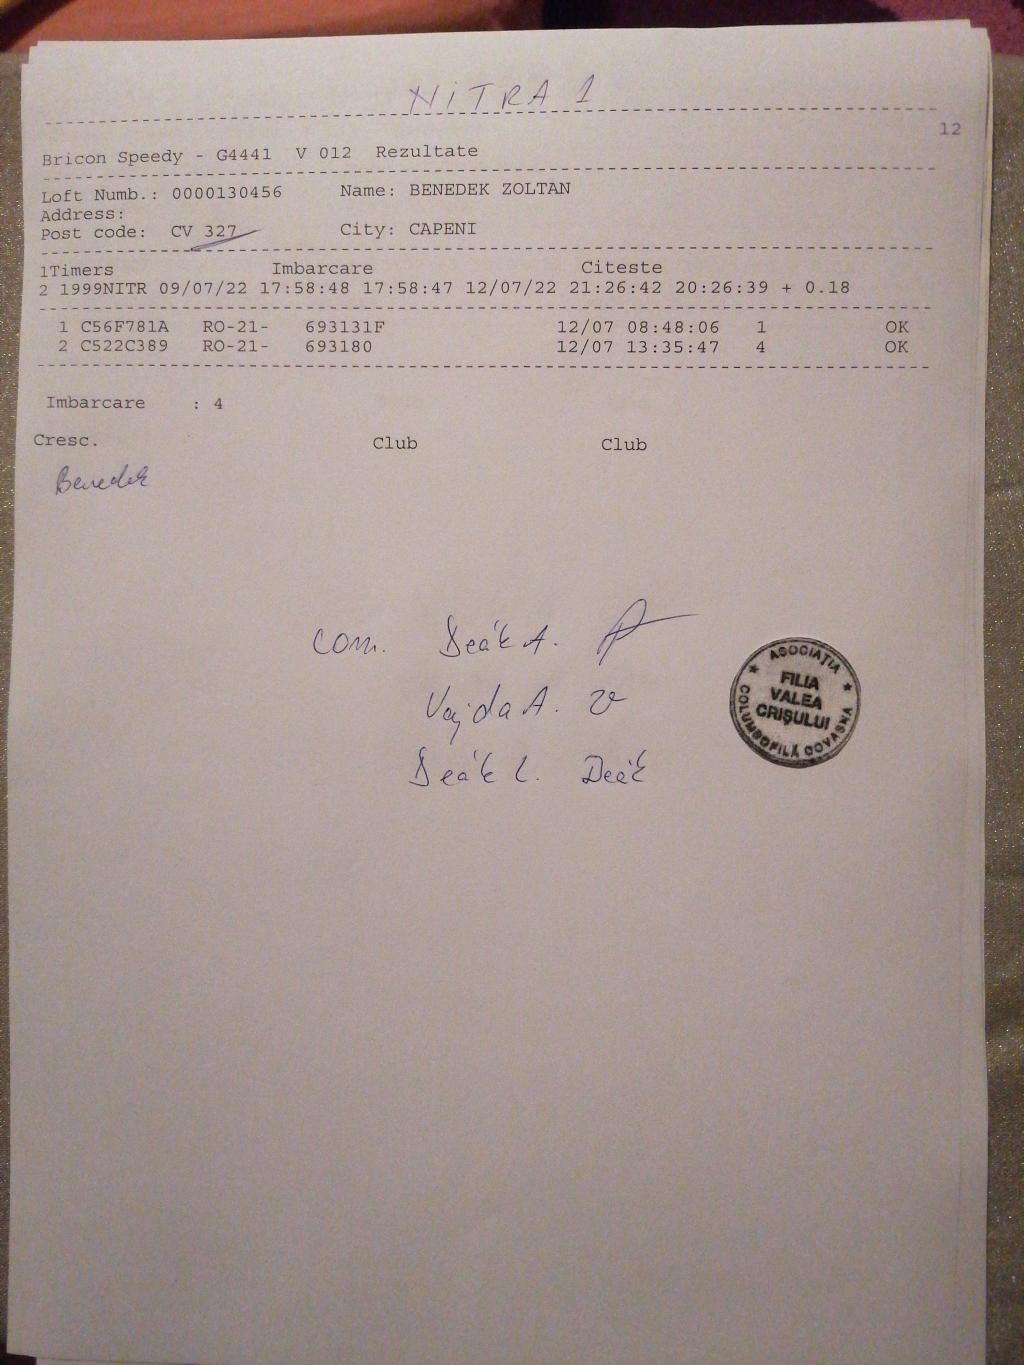 NITRA 1
12
Bricon Speedy - G4441 V 012 Rezultate
Loft Numb.: 0000130456 Name: BENEDEK ZOLTAN
Address:
Post code: CV 327 City: CAPENI
1Timers Imbarcare Citeste
2 1999NITR 09/07/22 17:58:48 17:58:47 12/07/22 21:26:42 20:26:39 + 0.18
1 C56F781A RO-21- 693131F 12/07 08:48:06 1 OK
2 C522C389 RO-21- 693180 12/07 13:35:47 4 OK
Imbarcare : 4
Cresc. Club Club
Benedek
com. Deák A.
Vajda A.
Deák L. Deák
ASOCIAŢIA
COLUMBOFILĂ COVASNA
FILIA
VALEA
CRIŞULUI